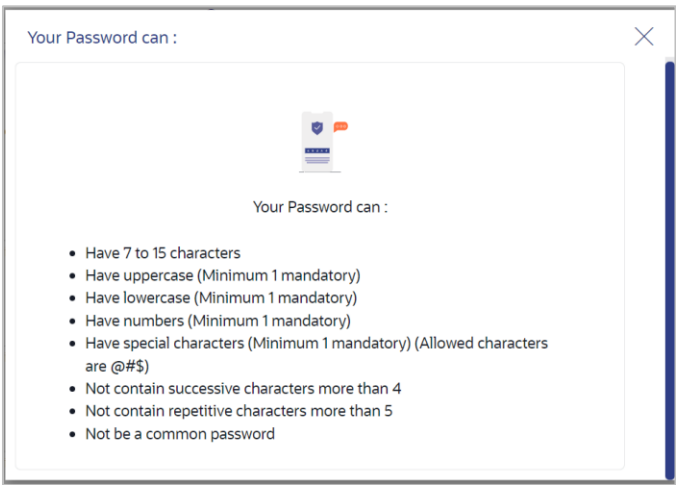 Your Password can :
Your Password can :
• Have 7 to 15 characters
• Have uppercase (Minimum 1 mandatory)
• Have lowercase (Minimum 1 mandatory)
• Have numbers (Minimum 1 mandatory)
• Have special characters (Minimum 1 mandatory) (Allowed characters
are @#$)
• Not contain successive characters more than 4
• Not contain repetitive characters more than 5
• Not be a common password